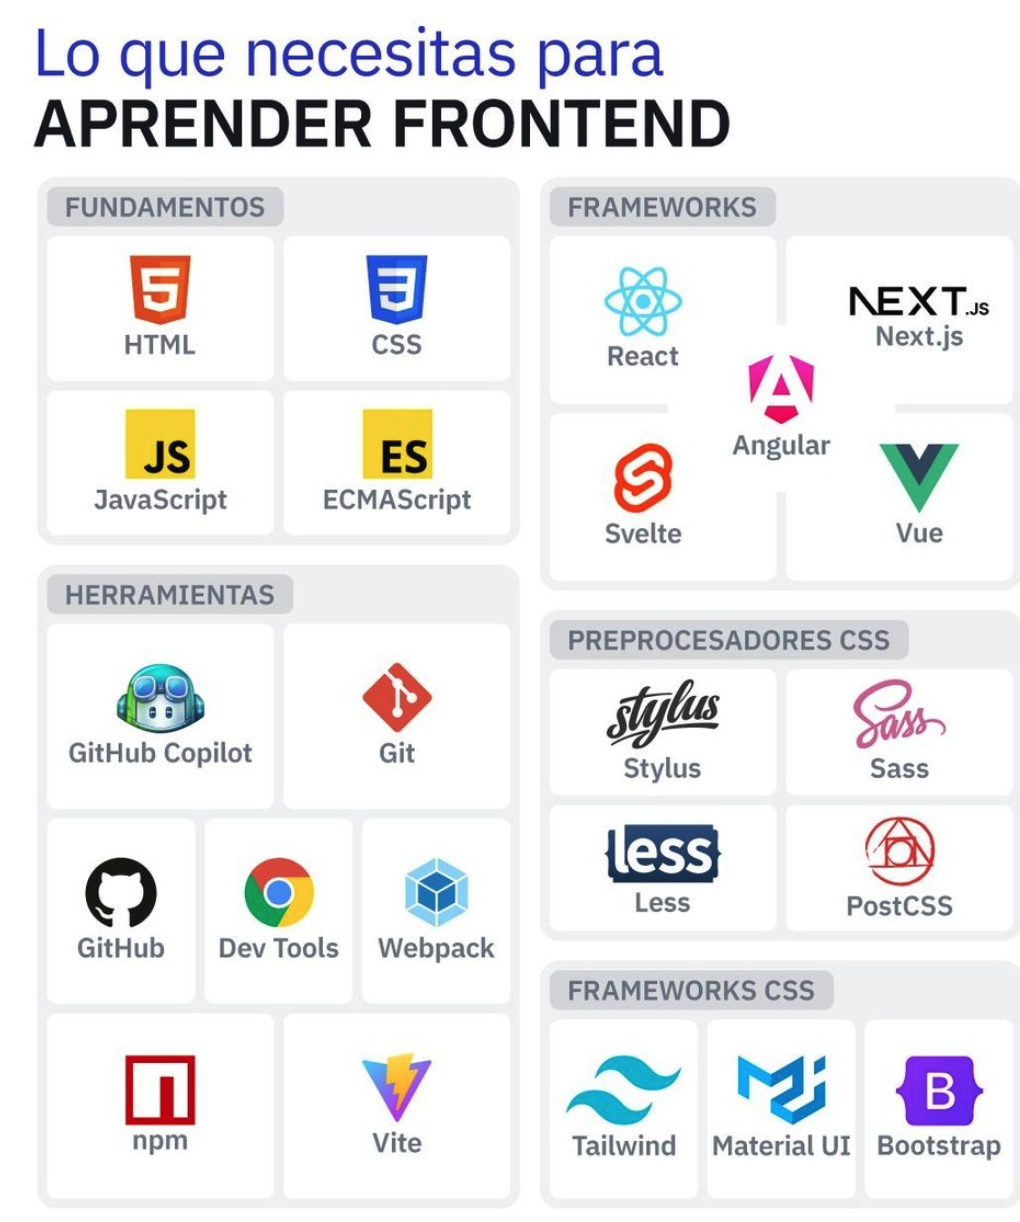 Lo que necesitas para
APRENDER FRONTEND
FUNDAMENTOS
5
HTML
3
CSS
JS
JavaScript
ES
ECMAScript
HERRAMIENTAS
GitHub Copilot
Git
GitHub
Dev Tools
Webpack
npm
Vite
FRAMEWORKS
React
NEXT.JS
Next.js
A
Angular
Svelte
Vue
PREPROCESADORES CSS
stylus
Stylus
Sass
Sass
less
Less
PostCSS
FRAMEWORKS CSS
Tailwind
Material UI
B
Bootstrap